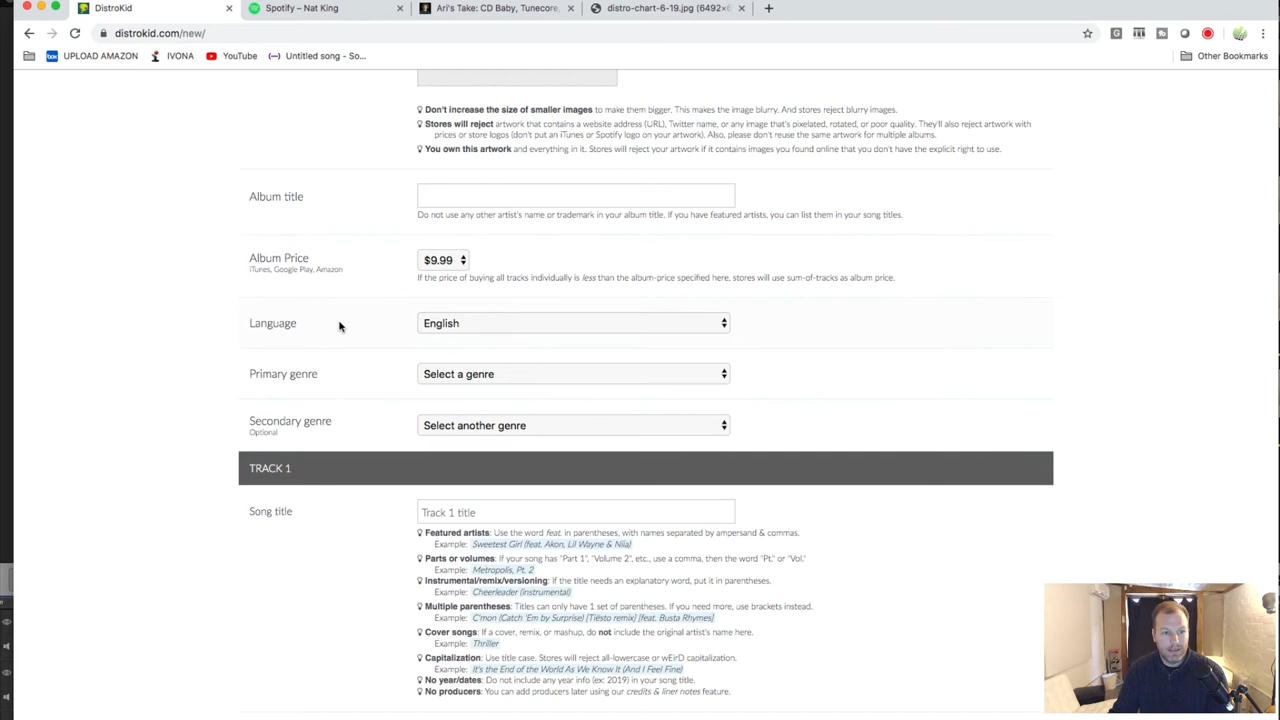 DistroKid
Spotify – Nat King
Ari's Take: CD Baby, Tunecore,
distro-chart-6-19.jpg (6492×6
distrokid.com/new/
UPLOAD AMAZON
IVONA
YouTube
Untitled song - So...
Other Bookmarks
Don't increase the size of smaller images to make them bigger. This makes the image blurry. And stores reject blurry images.
Stores will reject artwork that contains a website address (URL), Twitter name, or any image that's pixelated, rotated, or poor quality. They'll also reject artwork with
prices or store logos (don't put an iTunes or Spotify logo on your artwork). Also, please don't reuse the same artwork for multiple albums.
You own this artwork and everything in it. Stores will reject your artwork if it contains images you found online that you don't have the explicit right to use.
Album title
Do not use any other artist's name or trademark in your album title. If you have featured artists, you can list them in your song titles.
Album Price
$9.99
iTunes, Google Play, Amazon
If the price of buying all tracks individually is less than the album-price specified here, stores will use sum-of-tracks as album price.
Language
English
Primary genre
Select a genre
Secondary genre
Optional
Select another genre
TRACK 1
Song title
Track 1 title
Featured artists: Use the word feat. in parentheses, with names separated by ampersand & commas.
Example: Sweetest Girl (feat. Akon, Lil Wayne & Niia)
Parts or volumes: If your song has "Part 1", "Volume 2", etc., use a comma, then the word "Pt." or "Vol."
Example: Metropolis, Pt. 2
Instrumental/remix/versioning: If the title needs an explanatory word, put it in parentheses.
Example: Cheerleader (instrumental)
Multiple parentheses: Titles can only have 1 set of parentheses. If you need more, use brackets instead.
Example: C'mon (Catch 'Em by Surprise) [Tiësto remix] [feat. Busta Rhymes]
Cover songs: If a cover, remix, or mashup, do not include the original artist's name here.
Example: Thriller
Capitalization: Use title case. Stores will reject all-lowercase or wEirD capitalization.
Example: It's the End of the World As We Know It (And I Feel Fine)
No year/dates: Do not include any year info (ex: 2019) in your song title.
No producers: You can add producers later using our credits & liner notes feature.